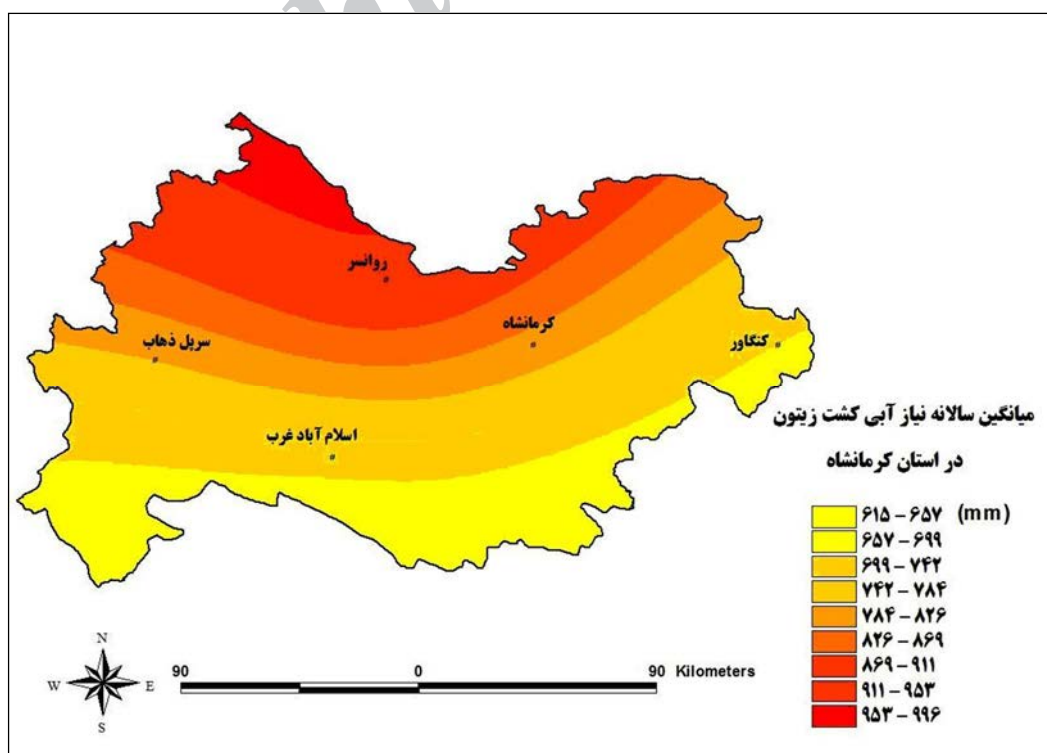 روانسر
کرمانشاه
کنگاور
سرپل ذهاب
اسلام آباد غرب
میانگین سالانه نیاز آبی کشت زیتون
در استان کرمانشاه
۶۱۵ – ۶۵۷ (mm)
۶۵۷ – ۶۹۹
۶۹۹ – ۷۴۲
۷۴۲ – ۷۸۴
۷۸۴ – ۸۲۶
۸۲۶ – ۸۶۹
۸۶۹ – ۹۱۱
۹۱۱ – ۹۵۳
۹۵۳ – ۹۹۶
N
W E
S
90 0 90 Kilometers